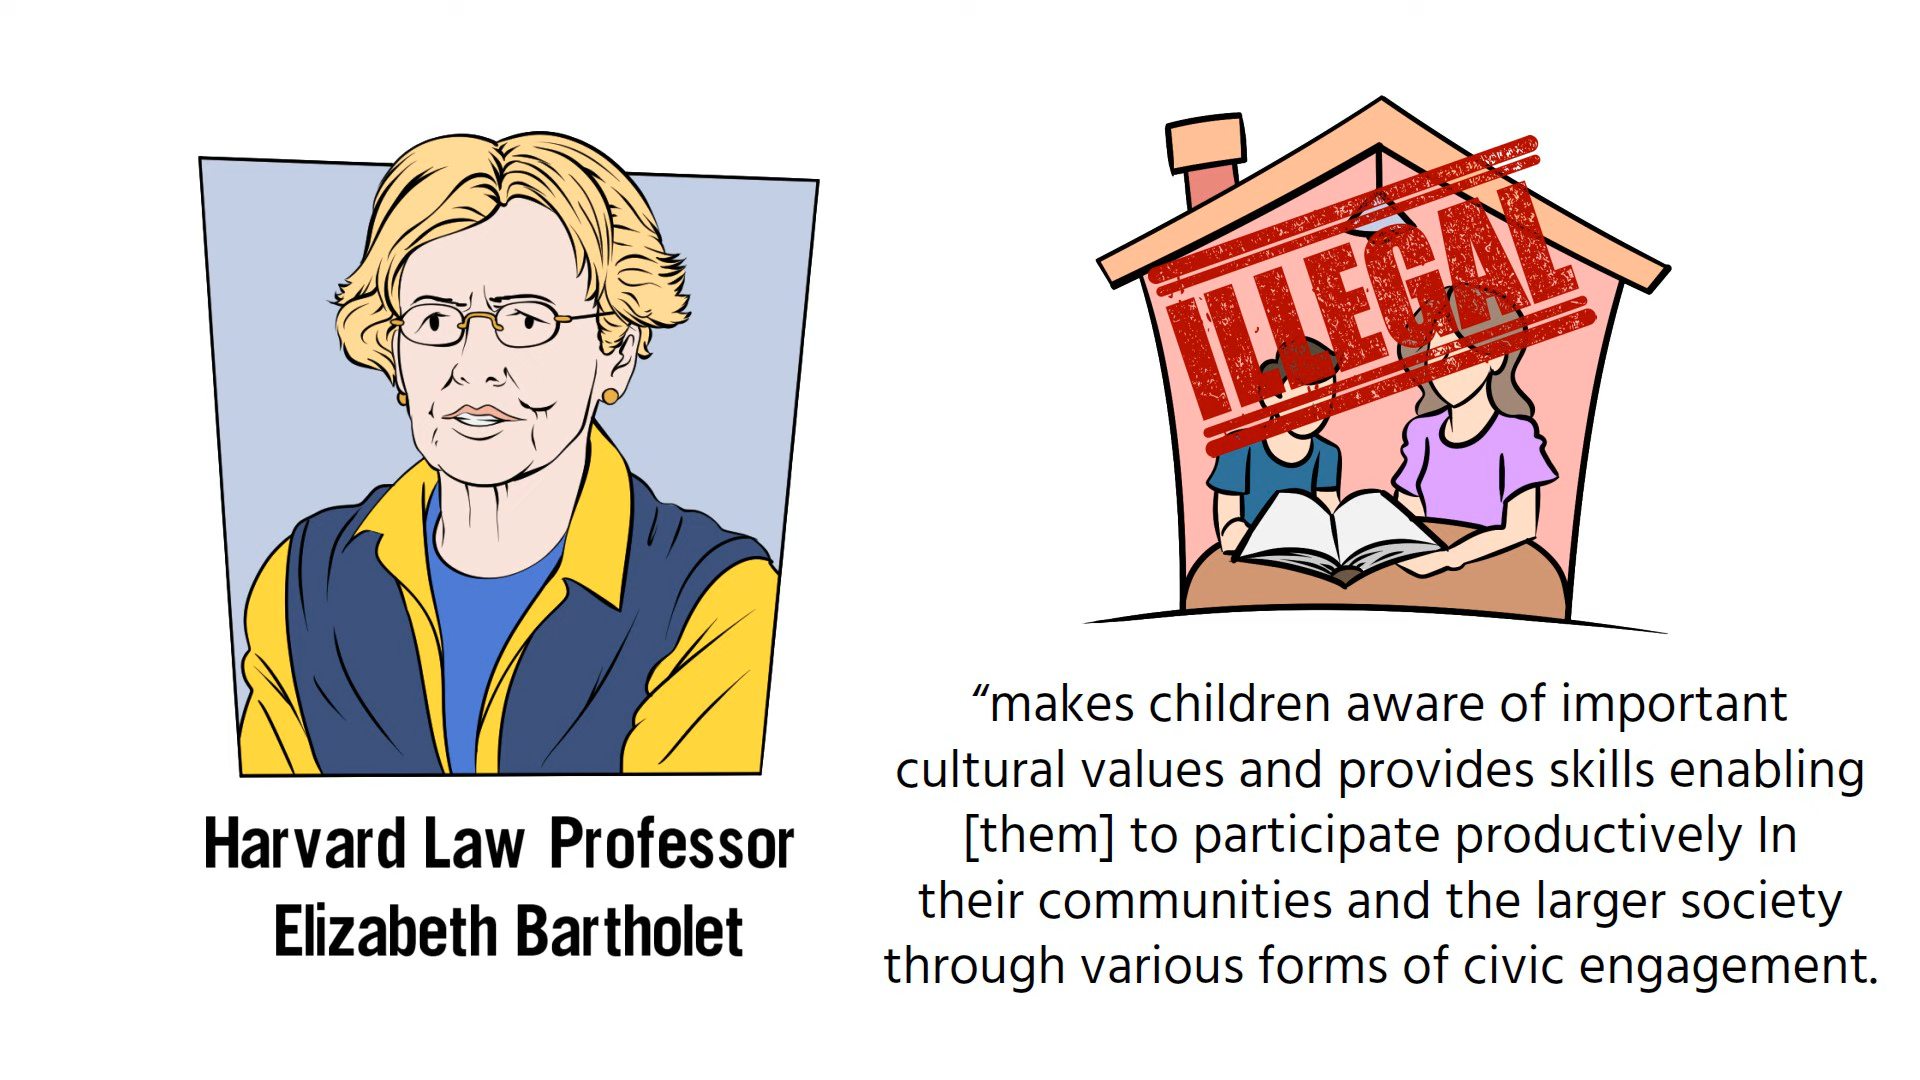 ILLEGAL
Harvard Law Professor
Elizabeth Bartholet
“makes children aware of important
cultural values and provides skills enabling
[them] to participate productively In
their communities and the larger society
through various forms of civic engagement.